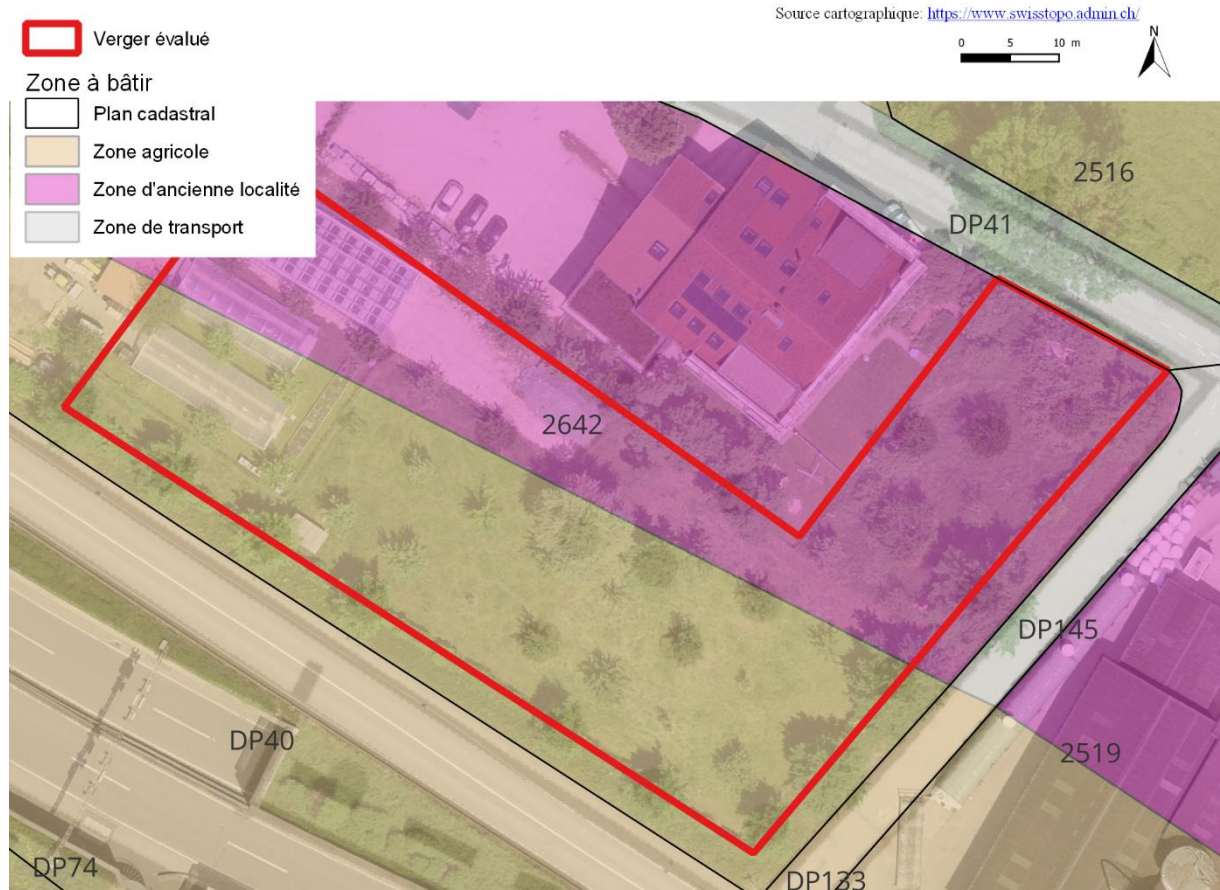 Source cartographique: https://www.swisstopo.admin.ch/
Verger évalué
0 5 10 m
N
Zone à bâtir
Plan cadastral
Zone agricole
Zone d'ancienne localité
Zone de transport
2516
DP41
2642
DP145
DP40
2519
DP74
DP133